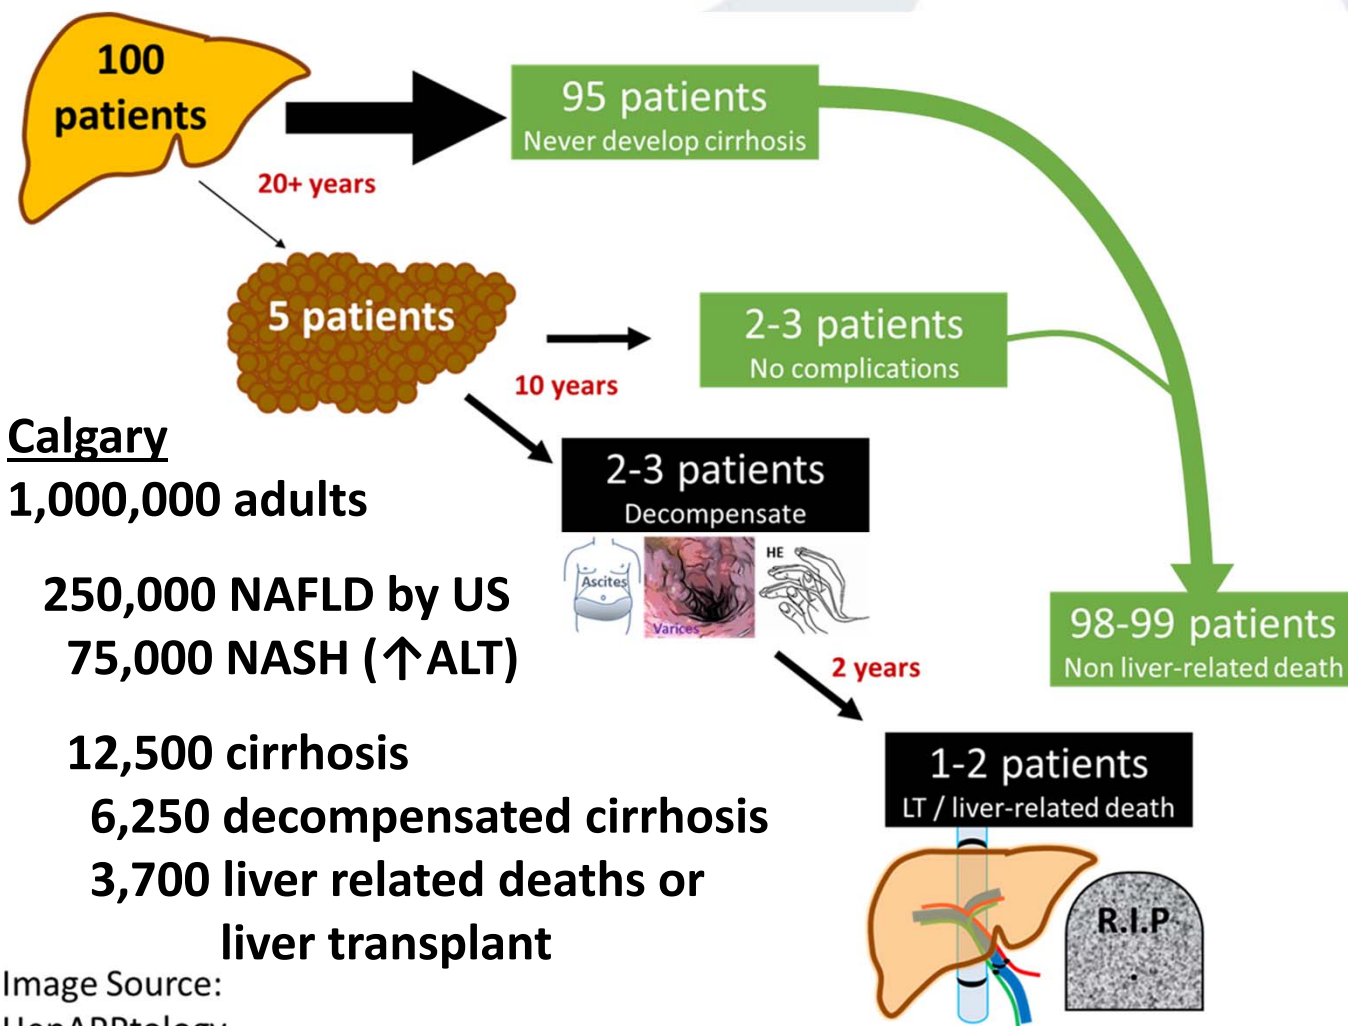 100
patients
95 patients
Never develop cirrhosis
20+ years
5 patients
2-3 patients
No complications
10 years
Calgary
1,000,000 adults
250,000 NAFLD by US
75,000 NASH (↑ALT)
12,500 cirrhosis
6,250 decompensated cirrhosis
3,700 liver related deaths or
liver transplant
2-3 patients
Decompensate
Ascites
Varices
HE
2 years
98-99 patients
Non liver-related death
1-2 patients
LT / liver-related death
R.I.P
Image Source: